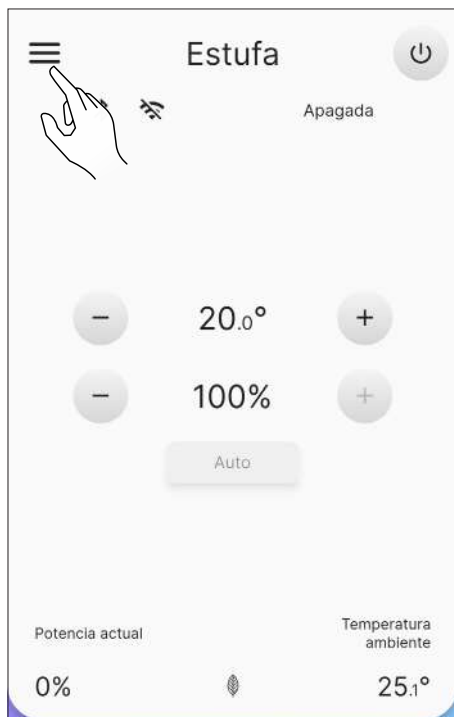 Estufa
Apagada
− 20.0° +
− 100% +
Auto
Potencia actual
Temperatura
ambiente
0%
25.1°